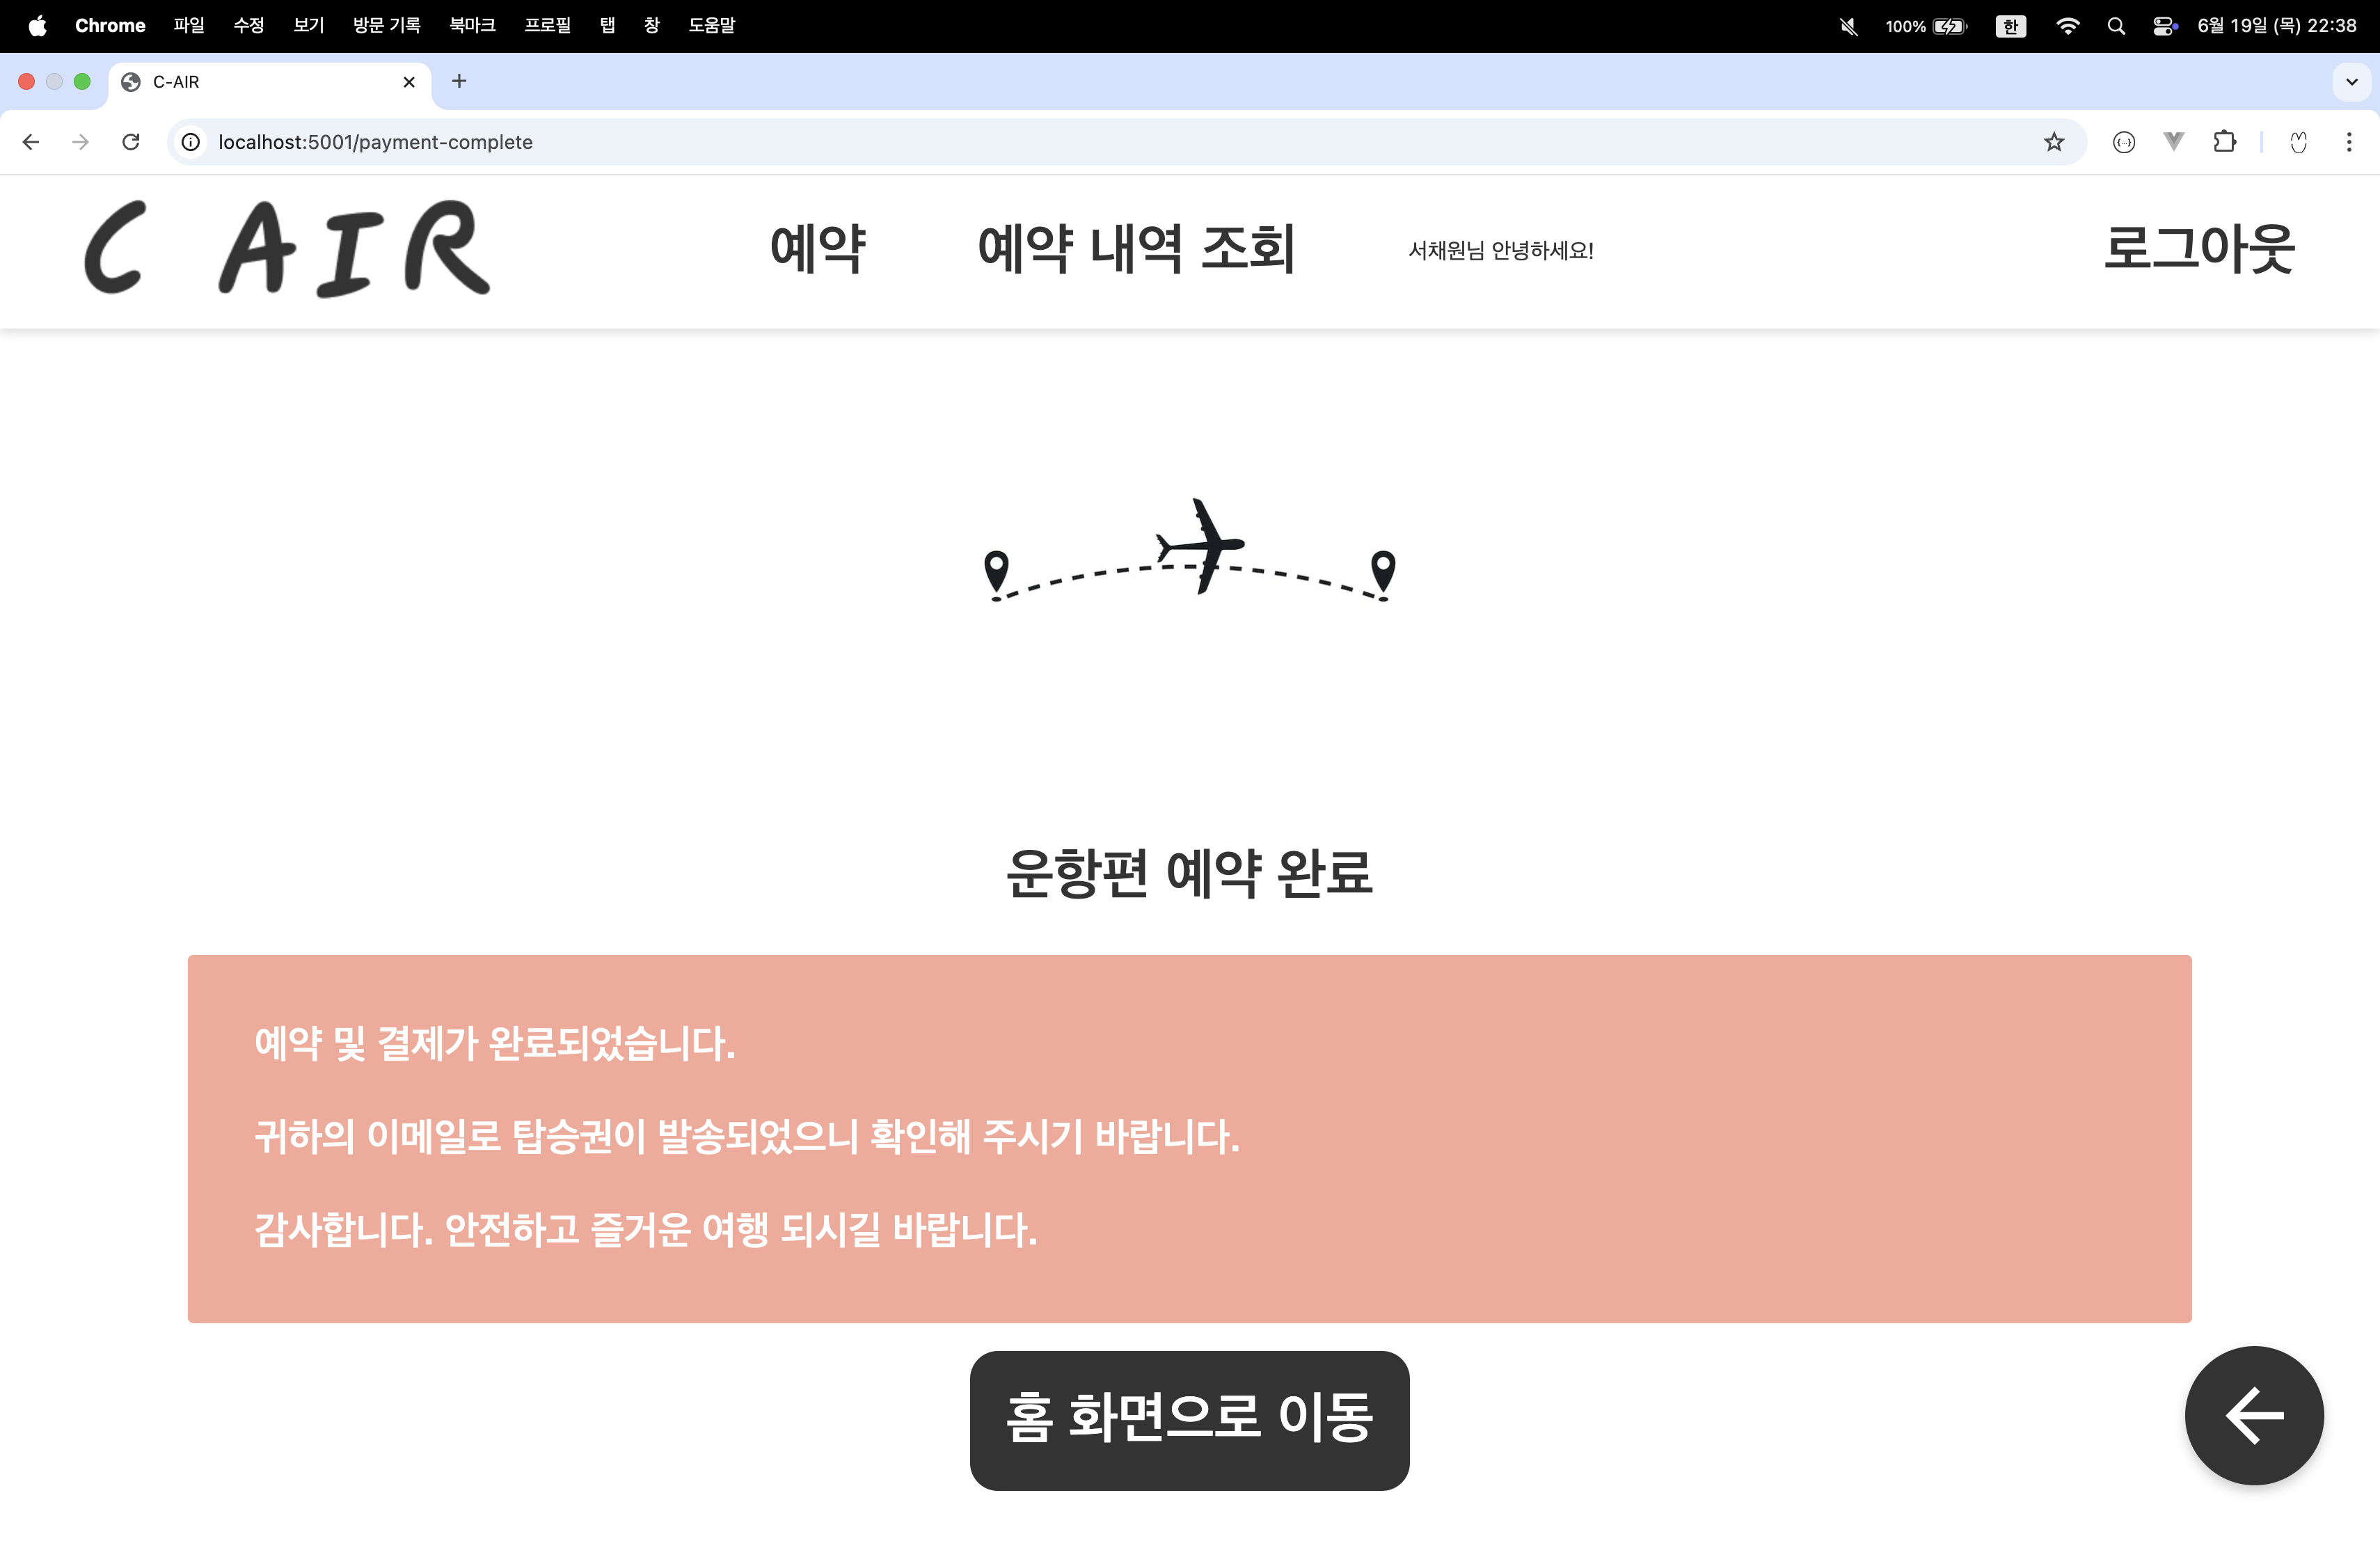 Chrome 파일 수정 보기 방문 기록 북마크 프로필 탭 창 도움말 100% 한 6월 19일 (목) 22:38
C-AIR
localhost:5001/payment-complete
C AIR 예약 예약 내역 조회 서채원님 안녕하세요! 로그아웃
운항편 예약 완료
예약 및 결제가 완료되었습니다.
귀하의 이메일로 탑승권이 발송되었으니 확인해 주시기 바랍니다.
감사합니다. 안전하고 즐거운 여행 되시길 바랍니다.
홈 화면으로 이동